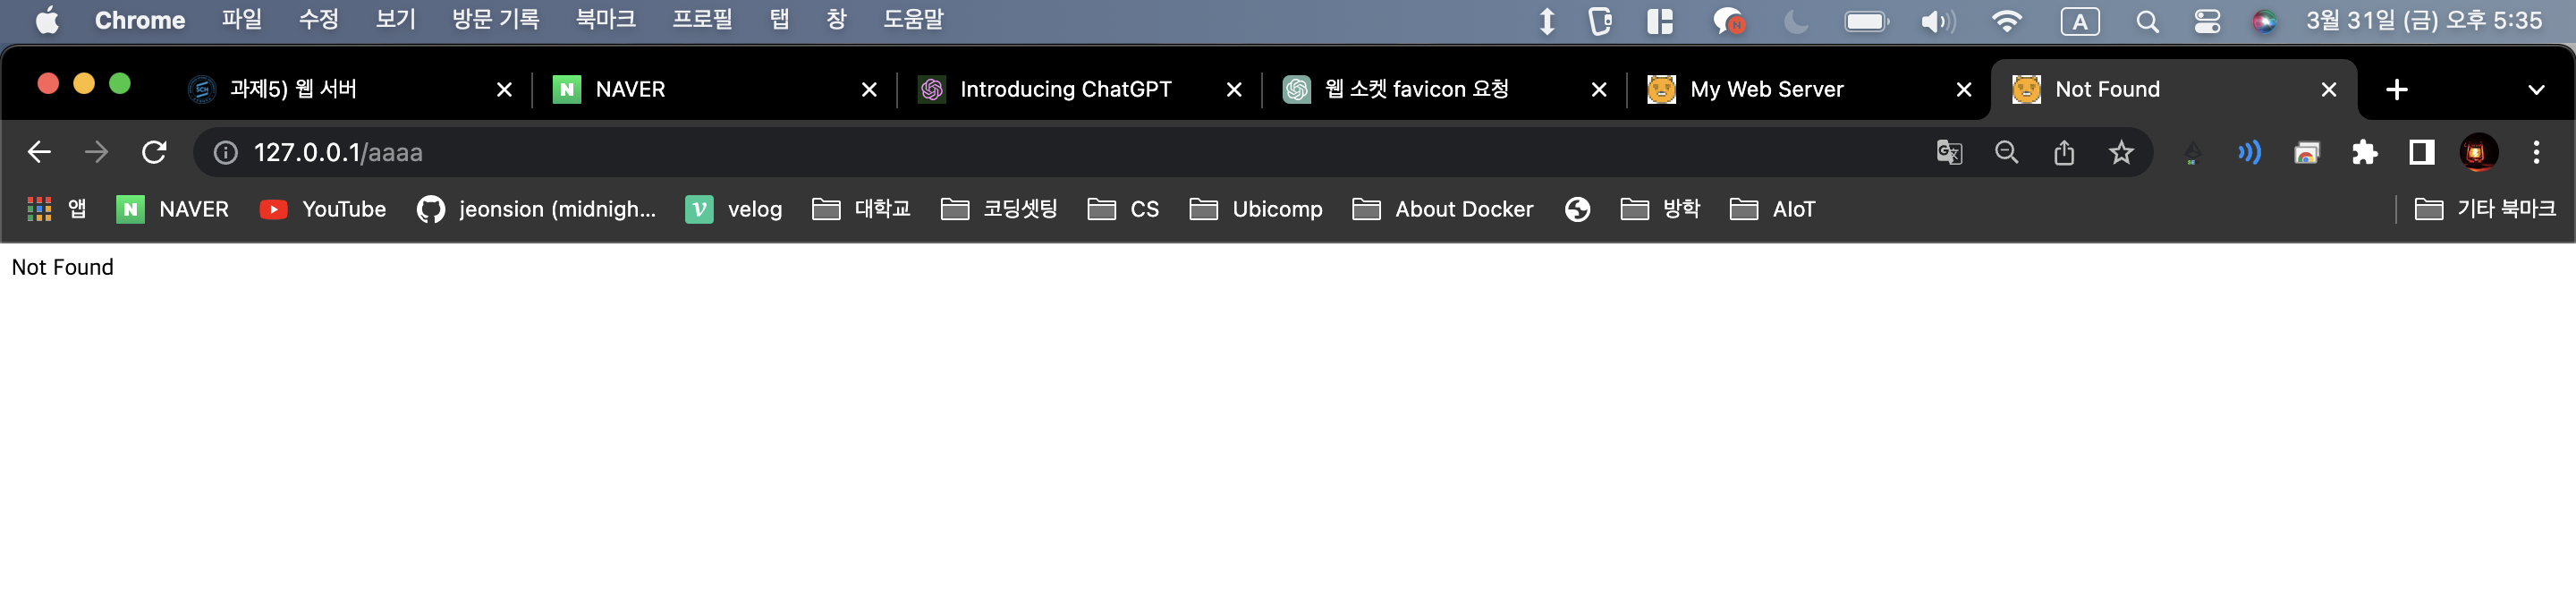 Chrome 파일 수정 보기 방문 기록 북마크 프로필 탭 창 도움말 A 3월 31일 (금) 오후 5:35
과제5) 웹 서버 NAVER Introducing ChatGPT 웹 소켓 favicon 요청 My Web Server Not Found
127.0.0.1/aaaa
앱 NAVER YouTube jeonsion (midnigh... velog 대학교 코딩셋팅 CS Ubicomp About Docker 방학 AIoT 기타 북마크
Not Found